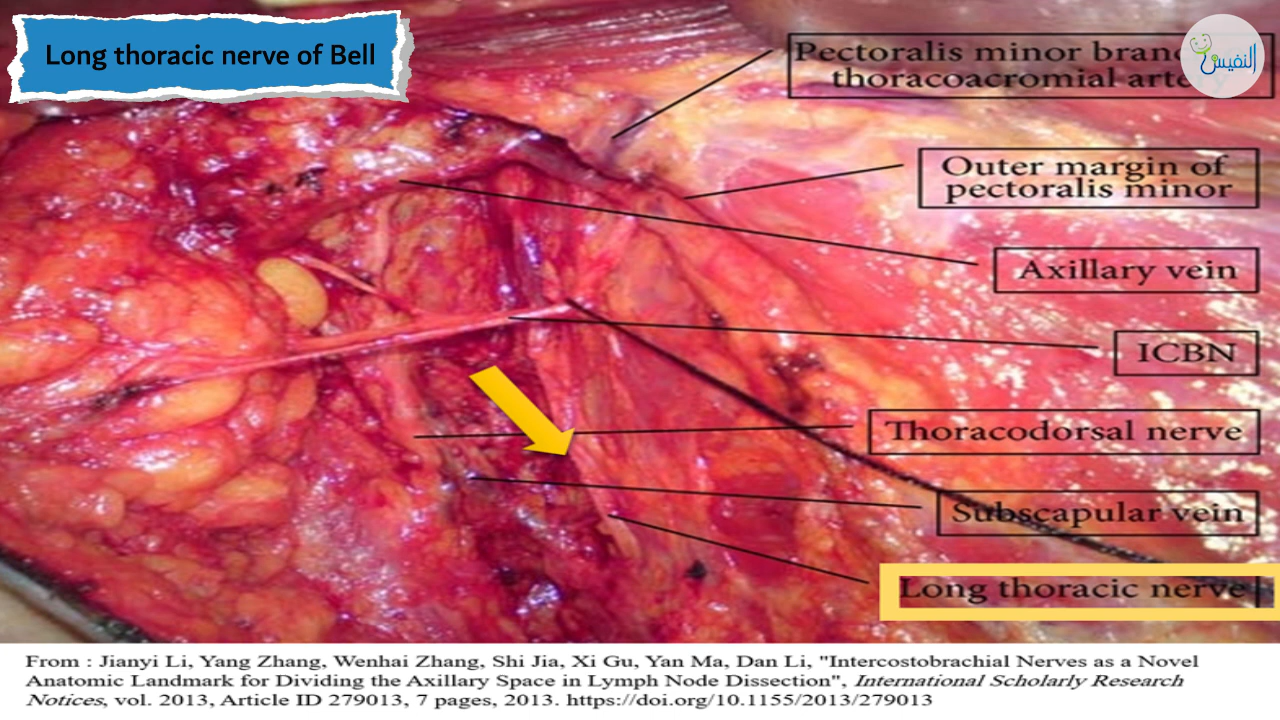 Long thoracic nerve of Bell
Pectoralis minor
thoracoacromial
النفيس
Outer margin of
pectoralis minor
Axillary vein
ICBN
Thoracodorsal nerve
Subscapular vein
Long thoracic nerve
From : Jianyi Li, Yang Zhang, Wenhai Zhang, Shi Jia, Xi Gu, Yan Ma, Dan Li, "Intercostobrachial Nerves as a Novel
Anatomic Landmark for Dividing the Axillary Space in Lymph Node Dissection", International Scholarly Research
Notices, vol. 2013, Article ID 279013, 7 pages, 2013. https://doi.org/10.1155/2013/279013